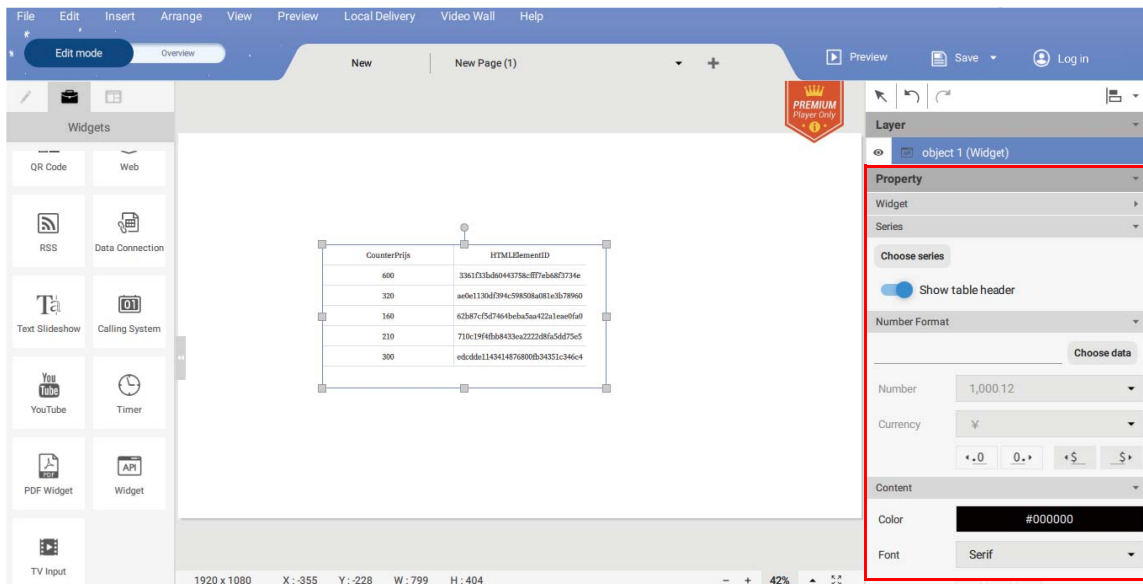 File Edit Insert Arrange View Preview Local Delivery Video Wall Help
Edit mode Overview
New New Page (1)
Preview Save Log in
PREMIUM
Player Only
Widgets
QR Code Web
RSS Data Connection
Text Slideshow Calling System
YouTube Timer
PDF Widget Widget
TV Input
CounterPrijs HTMLElementID
600 3361f33bd60443758cfff7eb68f3734e
320 ae0e1130df394c598508a081e3b78960
160 62b87cf5d7464beba5aa422a1eae0fa0
210 710c19f4fbb8433ea2222d8fa5dd75e5
300 edcdde1143414876800fb34351c346c4
1920 x 1080 X : -355 Y : -228 W : 799 H : 404 - + 42%
Layer
object 1 (Widget)
Property
Widget
Series
Choose series
Show table header
Number Format
Choose data
Number 1,000.12
Currency ¥
.0 0. $ $
Content
Color #000000
Font Serif